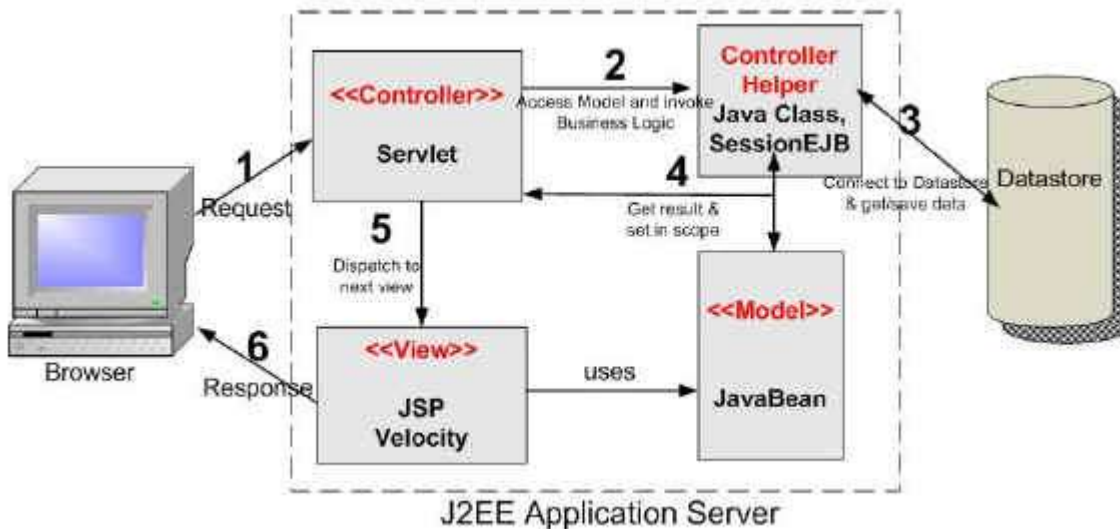 <<Controller>>
Servlet
2
Access Model and invoke
Business Logic
Controller
Helper
Java Class,
SessionEJB
3
Connect to Datastore
& get/save data
Datastore
1
Request
4
Get result &
set in scope
5
Dispatch to
next view
<<Model>>
JavaBean
<<View>>
JSP
Velocity
uses
6
Response
Browser
J2EE Application Server